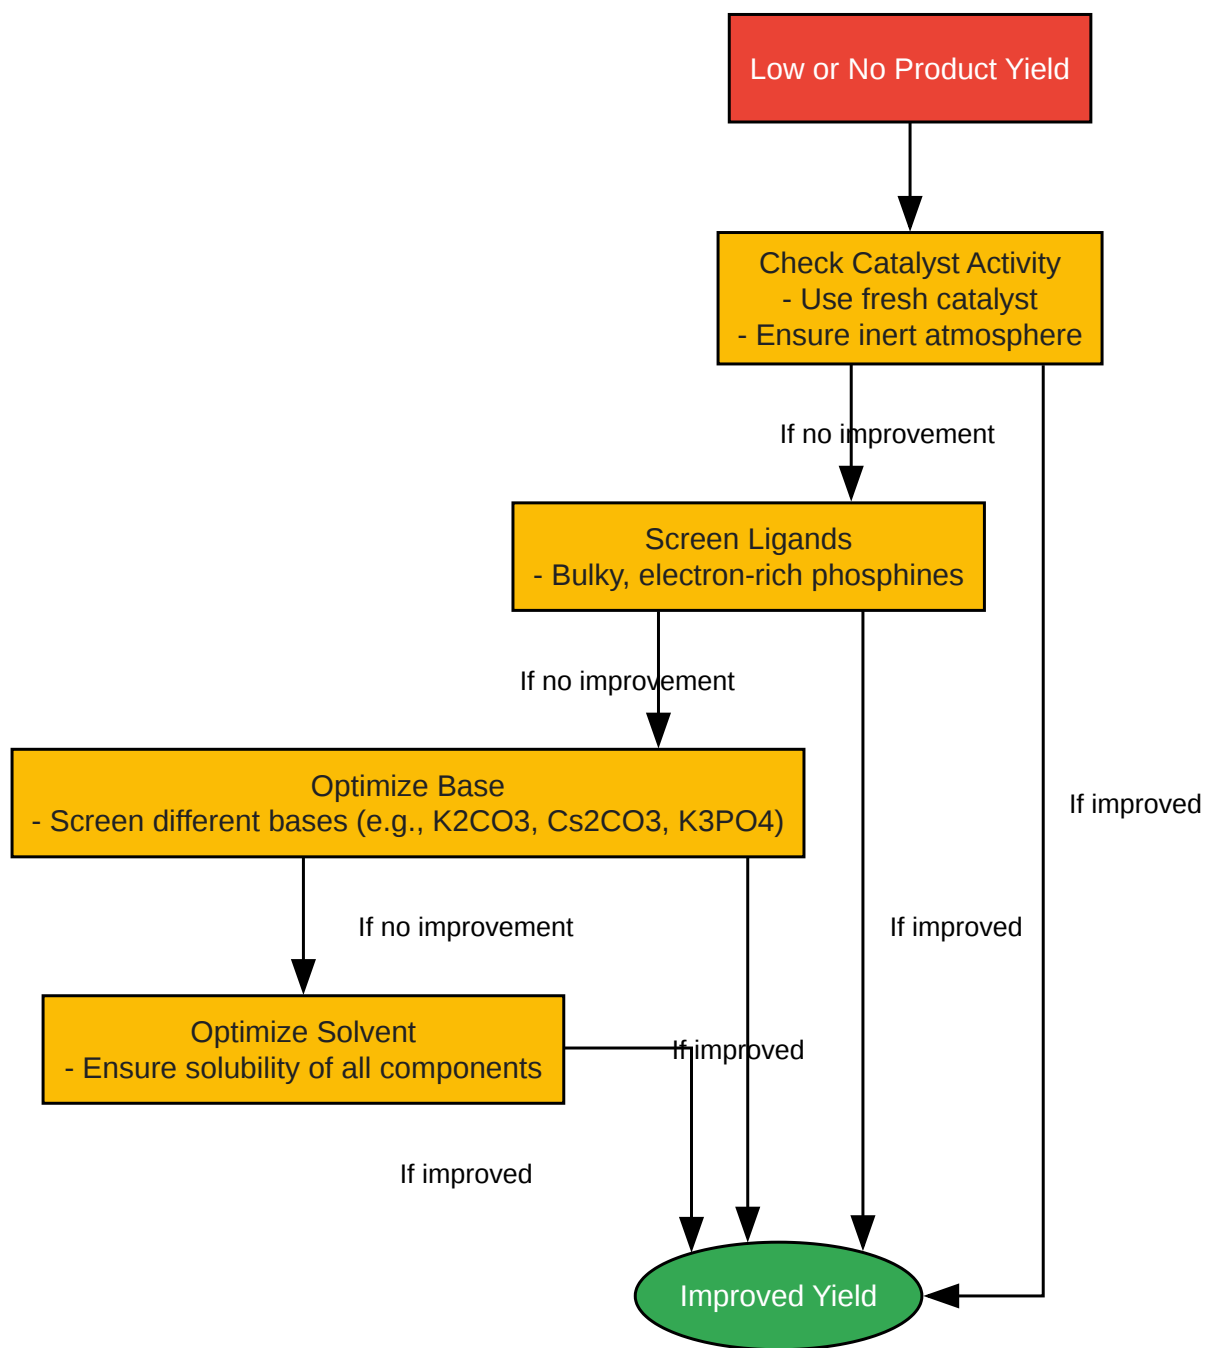 Low or No Product Yield
Check Catalyst Activity
- Use fresh catalyst
- Ensure inert atmosphere
If no improvement
Screen Ligands
- Bulky, electron-rich phosphines
If no improvement
Optimize Base
- Screen different bases (e.g., K2CO3, Cs2CO3, K3PO4)
If improved
If no improvement
If improved
Optimize Solvent
- Ensure solubility of all components
If improved
If improved
Improved Yield